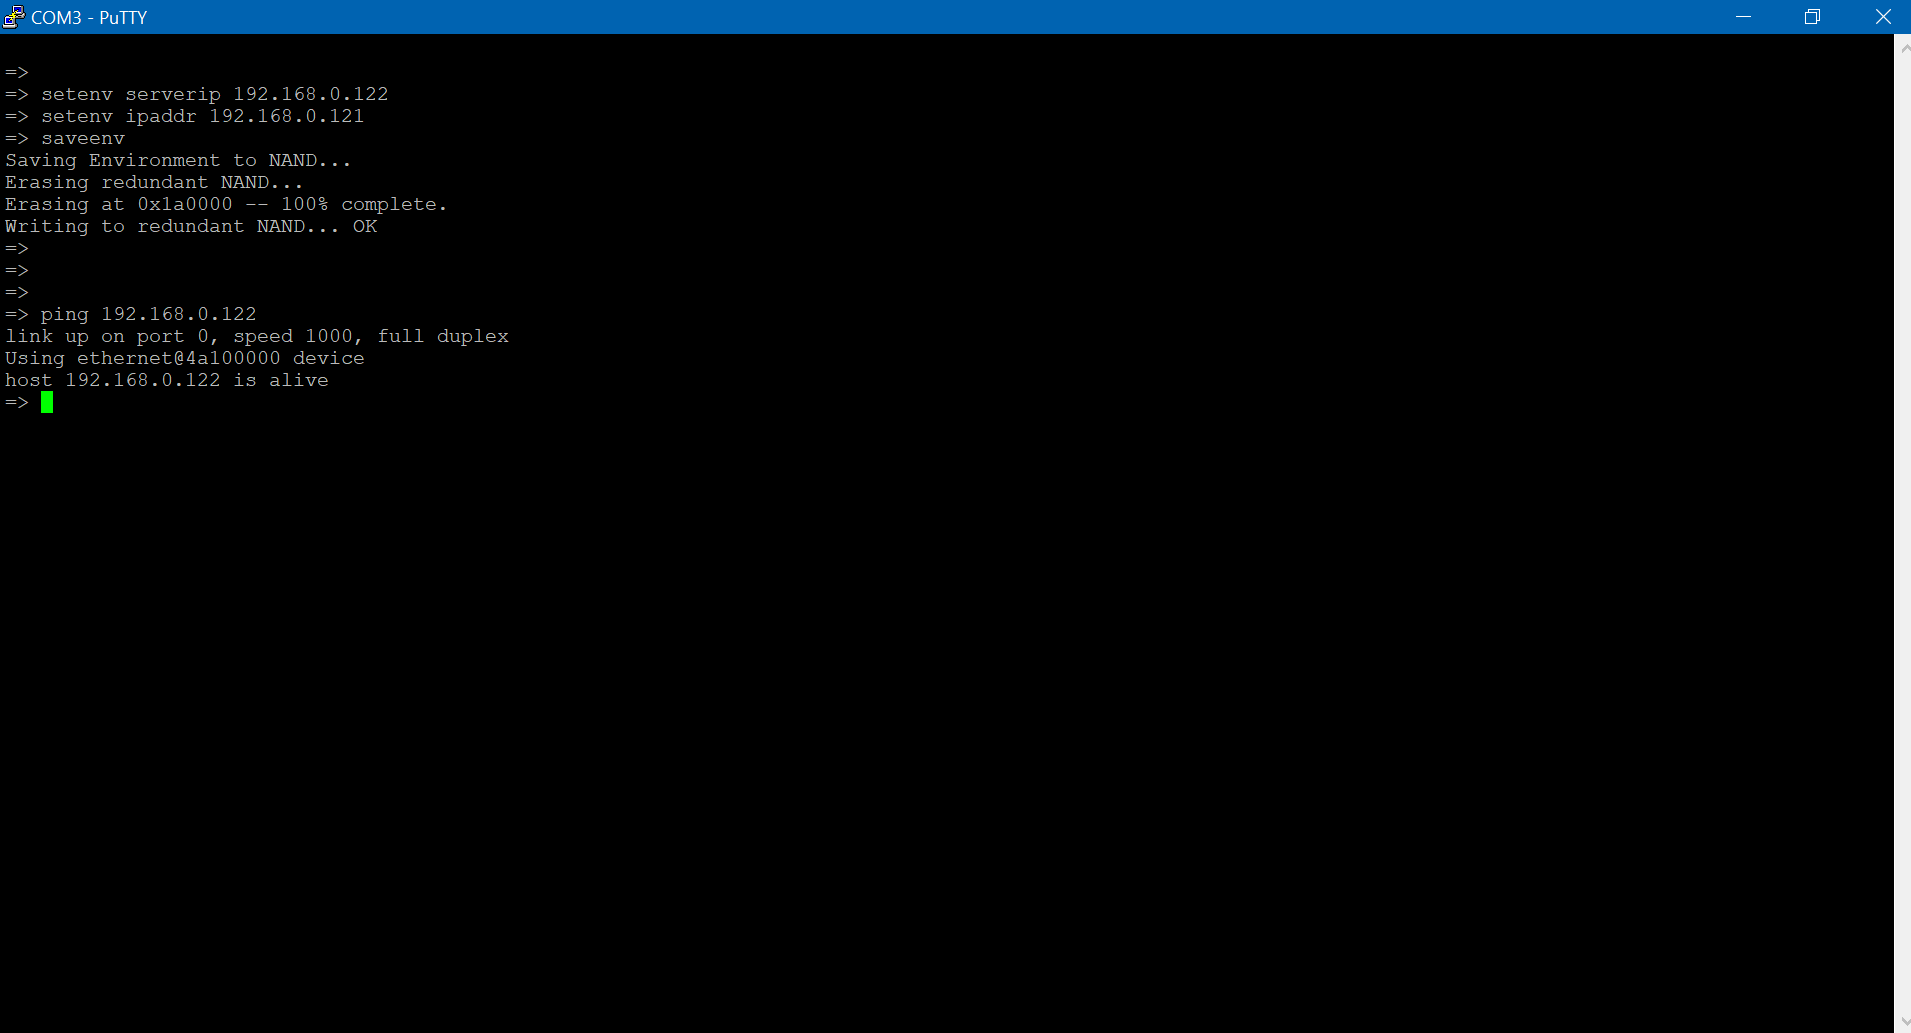 COM3 - PuTTY
=>
=> setenv serverip 192.168.0.122
=> setenv ipaddr 192.168.0.121
=> saveenv
Saving Environment to NAND...
Erasing redundant NAND...
Erasing at 0x1a0000 -- 100% complete.
Writing to redundant NAND... OK
=>
=>
=>
=> ping 192.168.0.122
link up on port 0, speed 1000, full duplex
Using ethernet@4a100000 device
host 192.168.0.122 is alive
=>